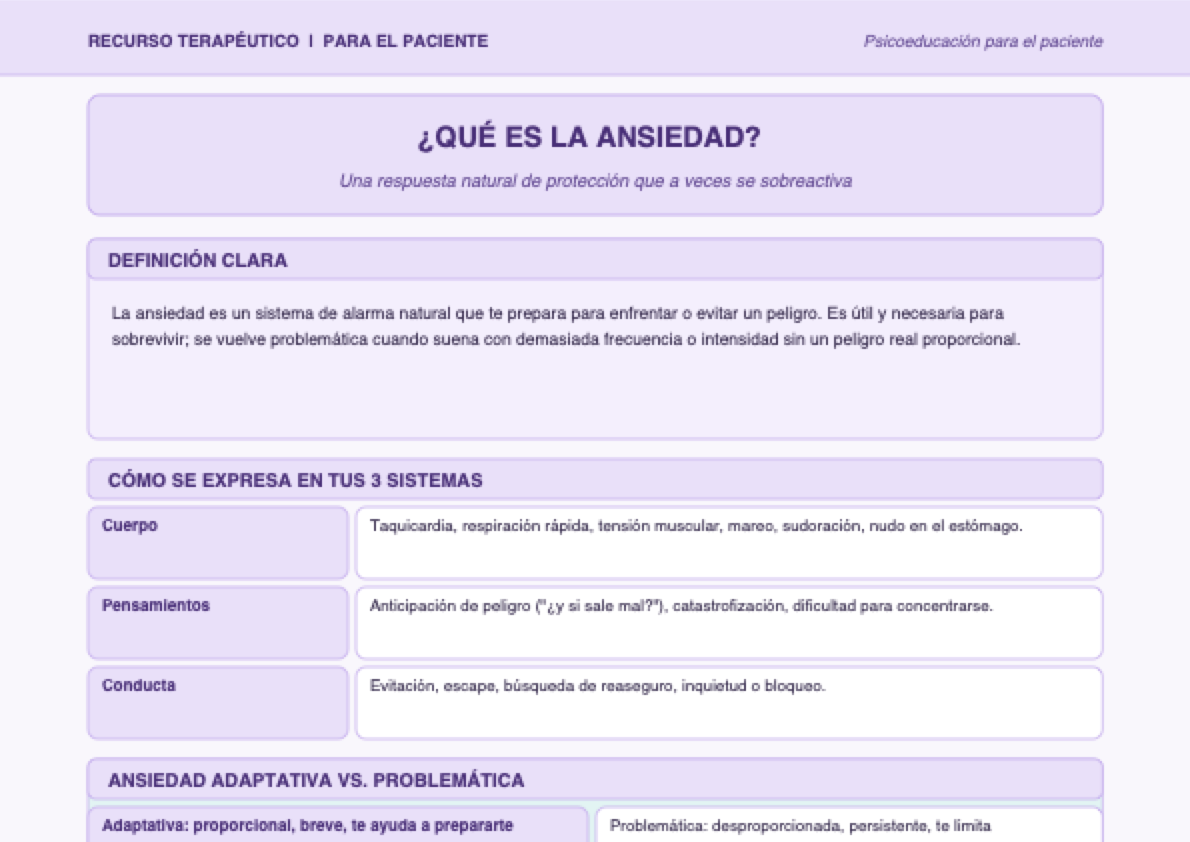 RECURSO TERAPÉUTICO | PARA EL PACIENTE
Psicoeducación para el paciente
¿QUÉ ES LA ANSIEDAD?
Una respuesta natural de protección que a veces se sobreactiva
DEFINICIÓN CLARA
La ansiedad es un sistema de alarma natural que te prepara para enfrentar o evitar un peligro. Es útil y necesaria para
sobrevivir; se vuelve problemática cuando suena con demasiada frecuencia o intensidad sin un peligro real proporcional.
CÓMO SE EXPRESA EN TUS 3 SISTEMAS
Cuerpo
Taquicardia, respiración rápida, tensión muscular, mareo, sudoración, nudo en el estómago.
Pensamientos
Anticipación de peligro ("¿y si sale mal?"), catastrofización, dificultad para concentrarse.
Conducta
Evitación, escape, búsqueda de reaseguro, inquietud o bloqueo.
ANSIEDAD ADAPTATIVA VS. PROBLEMÁTICA
Adaptativa: proporcional, breve, te ayuda a prepararte
Problemática: desproporcionada, persistente, te limita